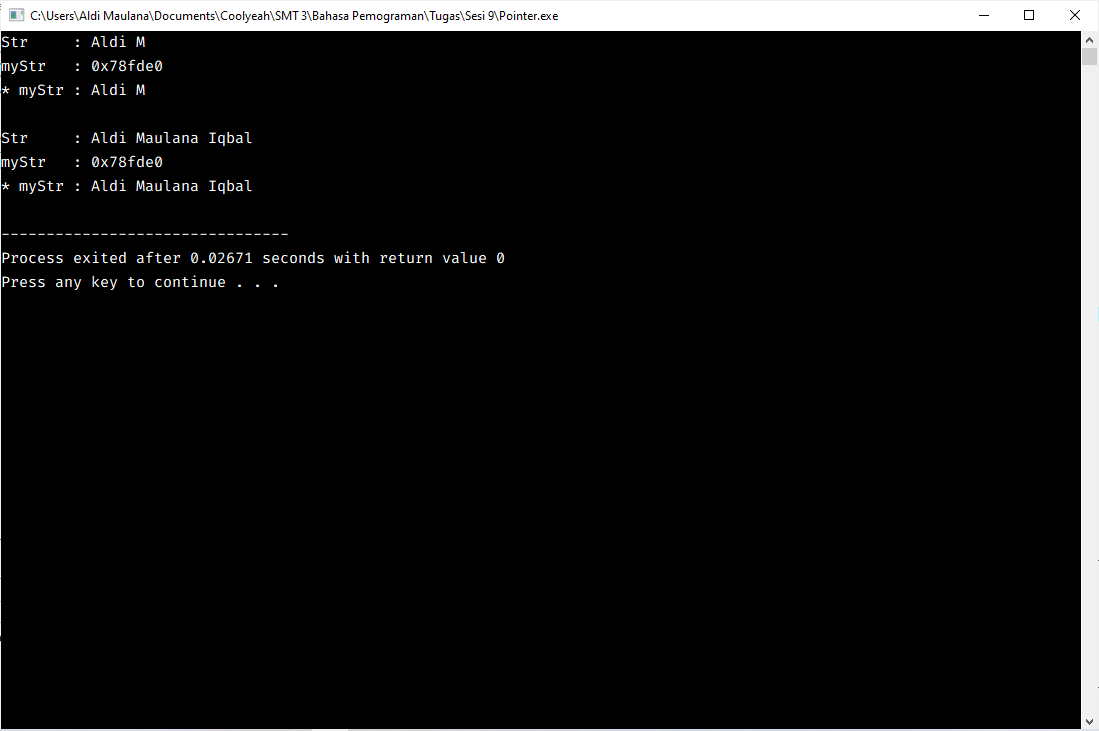 C:\Users\Aldi Maulana\Documents\Coolyeah\SMT 3\Bahasa Pemograman\Tugas\Sesi 9\Pointer.exe
Str     : Aldi M
myStr   : 0x78fde0
* myStr : Aldi M

Str     : Aldi Maulana Iqbal
myStr   : 0x78fde0
* myStr : Aldi Maulana Iqbal

--------------------------------
Process exited after 0.02671 seconds with return value 0
Press any key to continue . . .